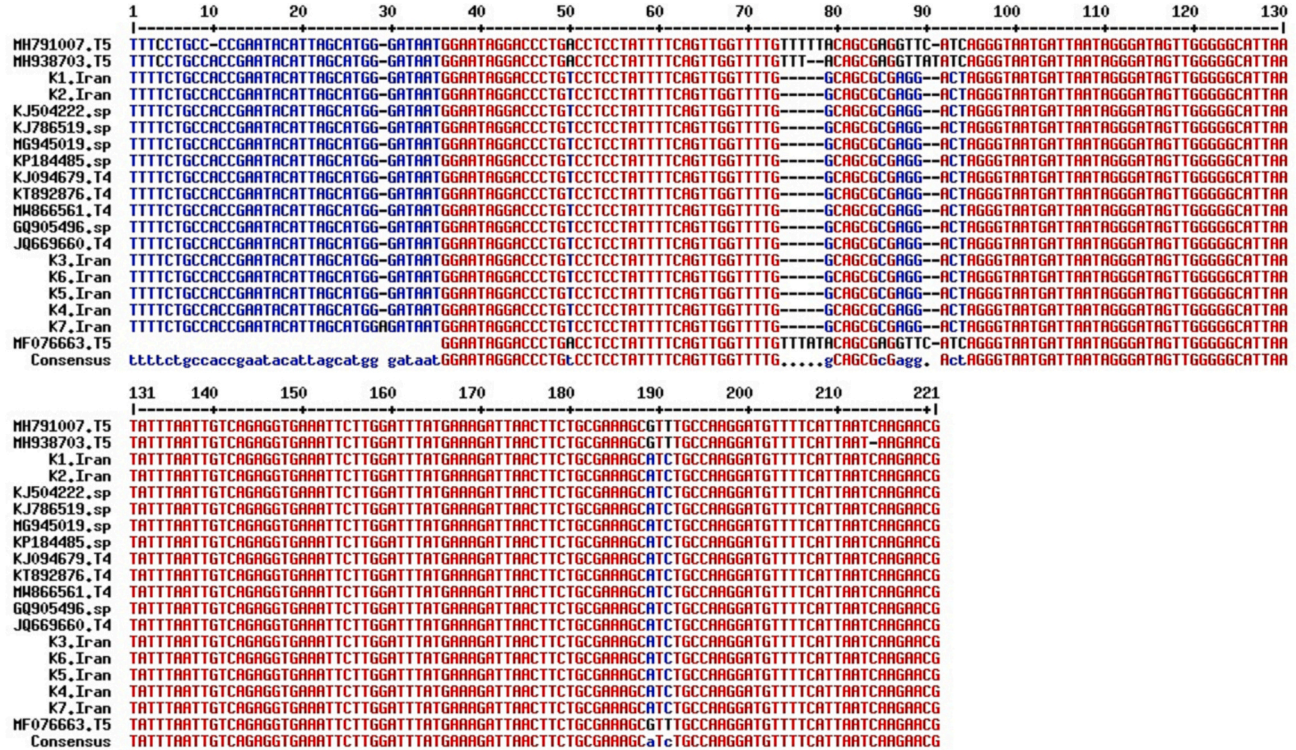 1 10 20 30 40 50 60 70 80 90 100 110 120 130
|--------+---------+---------+---------+---------+---------+---------+---------+---------+---------+---------+---------+---------|
MH791007.T5 TTTCCTGCC-CCGAATACATTAGCATGG-GATAATGGAATAGGACCCTGACCTCCTATTTTCAGTTGGTTTTGTTTTTACAGCGAGGTTC-ATCAGGGTAATGATTAATAGGGATAGTTGGGGGCATTAA
MH938703.T5 TTTCCTGCCACCGAATACATTAGCATGG-GATAATGGAATAGGACCCTGACCTCCTATTTTCAGTTGGTTTTGTTT--ACAGCGAGGTTATATCAGGGTAATGATTAATAGGGATAGTTGGGGGCATTAA
K1.Iran TTTTCTGCCACCGAATACATTAGCATGG-GATAATGGAATAGGACCCTGTCCTCCTATTTTCAGTTGGTTTTG-----GCAGCGCGAGG--ACTAGGGTAATGATTAATAGGGATAGTTGGGGGCATTAA
K2.Iran TTTTCTGCCACCGAATACATTAGCATGG-GATAATGGAATAGGACCCTGTCCTCCTATTTTCAGTTGGTTTTG-----GCAGCGCGAGG--ACTAGGGTAATGATTAATAGGGATAGTTGGGGGCATTAA
KJ504222.sp TTTTCTGCCACCGAATACATTAGCATGG-GATAATGGAATAGGACCCTGTCCTCCTATTTTCAGTTGGTTTTG-----GCAGCGCGAGG--ACTAGGGTAATGATTAATAGGGATAGTTGGGGGCATTAA
KJ786519.sp TTTTCTGCCACCGAATACATTAGCATGG-GATAATGGAATAGGACCCTGTCCTCCTATTTTCAGTTGGTTTTG-----GCAGCGCGAGG--ACTAGGGTAATGATTAATAGGGATAGTTGGGGGCATTAA
MG945019.sp TTTTCTGCCACCGAATACATTAGCATGG-GATAATGGAATAGGACCCTGTCCTCCTATTTTCAGTTGGTTTTG-----GCAGCGCGAGG--ACTAGGGTAATGATTAATAGGGATAGTTGGGGGCATTAA
KP184485.sp TTTTCTGCCACCGAATACATTAGCATGG-GATAATGGAATAGGACCCTGTCCTCCTATTTTCAGTTGGTTTTG-----GCAGCGCGAGG--ACTAGGGTAATGATTAATAGGGATAGTTGGGGGCATTAA
KJ094679.T4 TTTTCTGCCACCGAATACATTAGCATGG-GATAATGGAATAGGACCCTGTCCTCCTATTTTCAGTTGGTTTTG-----GCAGCGCGAGG--ACTAGGGTAATGATTAATAGGGATAGTTGGGGGCATTAA
KT892876.T4 TTTTCTGCCACCGAATACATTAGCATGG-GATAATGGAATAGGACCCTGTCCTCCTATTTTCAGTTGGTTTTG-----GCAGCGCGAGG--ACTAGGGTAATGATTAATAGGGATAGTTGGGGGCATTAA
MW866561.T4 TTTTCTGCCACCGAATACATTAGCATGG-GATAATGGAATAGGACCCTGTCCTCCTATTTTCAGTTGGTTTTG-----GCAGCGCGAGG--ACTAGGGTAATGATTAATAGGGATAGTTGGGGGCATTAA
GQ905496.sp TTTTCTGCCACCGAATACATTAGCATGG-GATAATGGAATAGGACCCTGTCCTCCTATTTTCAGTTGGTTTTG-----GCAGCGCGAGG--ACTAGGGTAATGATTAATAGGGATAGTTGGGGGCATTAA
JQ669660.T4 TTTTCTGCCACCGAATACATTAGCATGG-GATAATGGAATAGGACCCTGTCCTCCTATTTTCAGTTGGTTTTG-----GCAGCGCGAGG--ACTAGGGTAATGATTAATAGGGATAGTTGGGGGCATTAA
K3.Iran TTTTCTGCCACCGAATACATTAGCATGG-GATAATGGAATAGGACCCTGTCCTCCTATTTTCAGTTGGTTTTG-----GCAGCGCGAGG--ACTAGGGTAATGATTAATAGGGATAGTTGGGGGCATTAA
K6.Iran TTTTCTGCCACCGAATACATTAGCATGG-GATAATGGAATAGGACCCTGTCCTCCTATTTTCAGTTGGTTTTG-----GCAGCGCGAGG--ACTAGGGTAATGATTAATAGGGATAGTTGGGGGCATTAA
K5.Iran TTTTCTGCCACCGAATACATTAGCATGG-GATAATGGAATAGGACCCTGTCCTCCTATTTTCAGTTGGTTTTG-----GCAGCGCGAGG--ACTAGGGTAATGATTAATAGGGATAGTTGGGGGCATTAA
K4.Iran TTTTCTGCCACCGAATACATTAGCATGG-GATAATGGAATAGGACCCTGTCCTCCTATTTTCAGTTGGTTTTG-----GCAGCGCGAGG--ACTAGGGTAATGATTAATAGGGATAGTTGGGGGCATTAA
K7.Iran TTTTCTGCCACCGAATACATTAGCATGGAGATAATGGAATAGGACCCTGTCCTCCTATTTTCAGTTGGTTTTG-----GCAGCGCGAGG--ACTAGGGTAATGATTAATAGGGATAGTTGGGGGCATTAA
MF076663.T5 GGAATAGGACCCTGACCTCCTATTTTCAGTTGGTTTTGTTTATACAGCGAGGTTC-ATCAGGGTAATGATTAATAGGGATAGTTGGGGGCATTAA
Consensus ttttctgccaccgaatacattagcatgg gataatGGAATAGGACCCTGtCCTCCTATTTTCAGTTGGTTTTG.....gCAGCGcGagg. ActAGGGTAATGATTAATAGGGATAGTTGGGGGCATTAA
131 140 150 160 170 180 190 200 210 221
|--------+---------+---------+---------+---------+---------+---------+---------+---------+|
MH791007.T5 TATTTAATTGTCAGAGGTGAAATTCTTGGATTTATGAAAGATTAACTTCTGCGAAAGCGTTTGCCAAGGATGTTTTCATTAATCAAGAACG
MH938703.T5 TATTTAATTGTCAGAGGTGAAATTCTTGGATTTATGAAAGATTAACTTCTGCGAAAGCGTTTGCCAAGGATGTTTTCATTAAT-AAGAACG
K1.Iran TATTTAATTGTCAGAGGTGAAATTCTTGGATTTATGAAAGATTAACTTCTGCGAAAGCATCTGCCAAGGATGTTTTCATTAATCAAGAACG
K2.Iran TATTTAATTGTCAGAGGTGAAATTCTTGGATTTATGAAAGATTAACTTCTGCGAAAGCATCTGCCAAGGATGTTTTCATTAATCAAGAACG
KJ504222.sp TATTTAATTGTCAGAGGTGAAATTCTTGGATTTATGAAAGATTAACTTCTGCGAAAGCATCTGCCAAGGATGTTTTCATTAATCAAGAACG
KJ786519.sp TATTTAATTGTCAGAGGTGAAATTCTTGGATTTATGAAAGATTAACTTCTGCGAAAGCATCTGCCAAGGATGTTTTCATTAATCAAGAACG
MG945019.sp TATTTAATTGTCAGAGGTGAAATTCTTGGATTTATGAAAGATTAACTTCTGCGAAAGCATCTGCCAAGGATGTTTTCATTAATCAAGAACG
KP184485.sp TATTTAATTGTCAGAGGTGAAATTCTTGGATTTATGAAAGATTAACTTCTGCGAAAGCATCTGCCAAGGATGTTTTCATTAATCAAGAACG
KJ094679.T4 TATTTAATTGTCAGAGGTGAAATTCTTGGATTTATGAAAGATTAACTTCTGCGAAAGCATCTGCCAAGGATGTTTTCATTAATCAAGAACG
KT892876.T4 TATTTAATTGTCAGAGGTGAAATTCTTGGATTTATGAAAGATTAACTTCTGCGAAAGCATCTGCCAAGGATGTTTTCATTAATCAAGAACG
MW866561.T4 TATTTAATTGTCAGAGGTGAAATTCTTGGATTTATGAAAGATTAACTTCTGCGAAAGCATCTGCCAAGGATGTTTTCATTAATCAAGAACG
GQ905496.sp TATTTAATTGTCAGAGGTGAAATTCTTGGATTTATGAAAGATTAACTTCTGCGAAAGCATCTGCCAAGGATGTTTTCATTAATCAAGAACG
JQ669660.T4 TATTTAATTGTCAGAGGTGAAATTCTTGGATTTATGAAAGATTAACTTCTGCGAAAGCATCTGCCAAGGATGTTTTCATTAATCAAGAACG
K3.Iran TATTTAATTGTCAGAGGTGAAATTCTTGGATTTATGAAAGATTAACTTCTGCGAAAGCATCTGCCAAGGATGTTTTCATTAATCAAGAACG
K6.Iran TATTTAATTGTCAGAGGTGAAATTCTTGGATTTATGAAAGATTAACTTCTGCGAAAGCATCTGCCAAGGATGTTTTCATTAATCAAGAACG
K5.Iran TATTTAATTGTCAGAGGTGAAATTCTTGGATTTATGAAAGATTAACTTCTGCGAAAGCATCTGCCAAGGATGTTTTCATTAATCAAGAACG
K4.Iran TATTTAATTGTCAGAGGTGAAATTCTTGGATTTATGAAAGATTAACTTCTGCGAAAGCATCTGCCAAGGATGTTTTCATTAATCAAGAACG
K7.Iran TATTTAATTGTCAGAGGTGAAATTCTTGGATTTATGAAAGATTAACTTCTGCGAAAGCATCTGCCAAGGATGTTTTCATTAATCAAGAACG
MF076663.T5 TATTTAATTGTCAGAGGTGAAATTCTTGGATTTATGAAAGATTAACTTCTGCGAAAGCGTTTGCCAAGGATGTTTTCATTAATCAAGAACG
Consensus TATTTAATTGTCAGAGGTGAAATTCTTGGATTTATGAAAGATTAACTTCTGCGAAAGCaTcTGCCAAGGATGTTTTCATTAATCAAGAACG